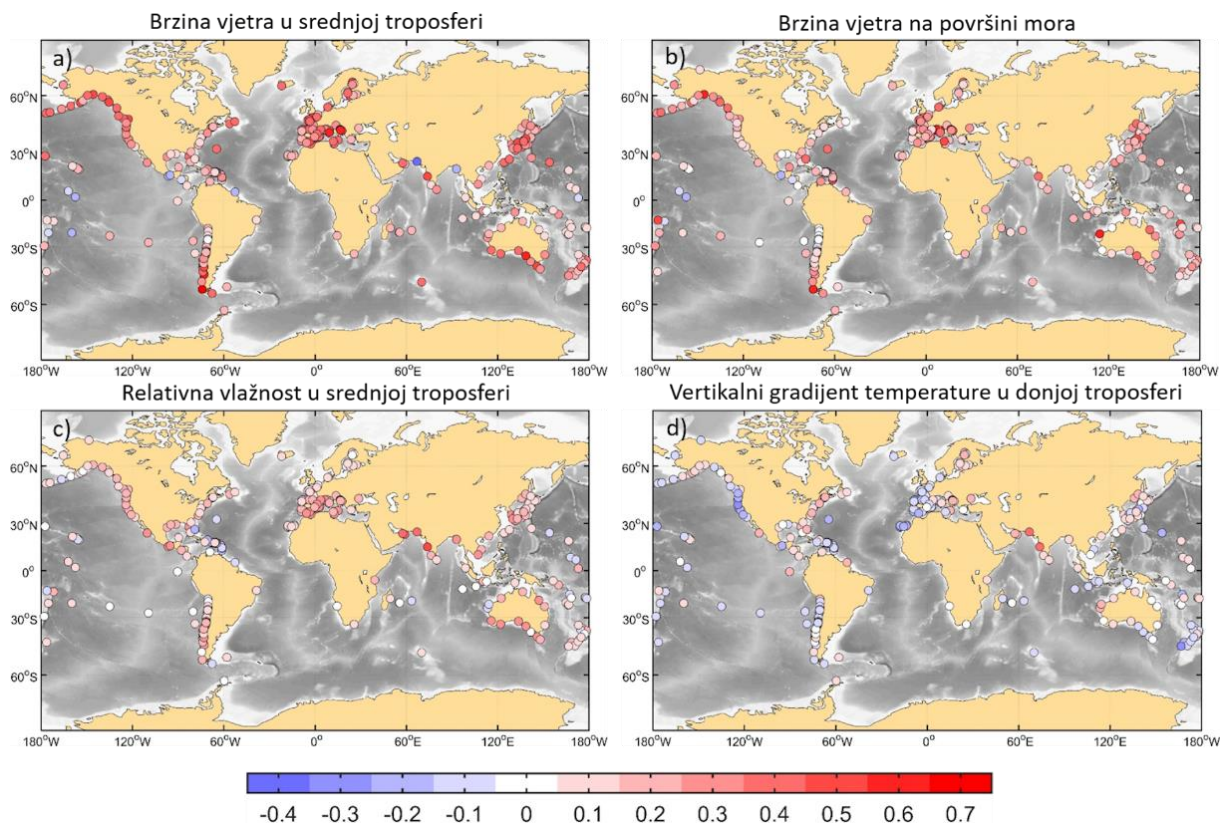 Brzina vjetra u srednjoj troposferi
a)
60°N
30°N
0°
30°S
60°S
180°W 120°W 60°W 0° 60°E 120°E 180°W
Brzina vjetra na površini mora
b)
60°N
30°N
0°
30°S
60°S
180°W 120°W 60°W 0° 60°E 120°E 180°W
Relativna vlažnost u srednjoj troposferi
c)
60°N
30°N
0°
30°S
60°S
180°W 120°W 60°W 0° 60°E 120°E 180°W
Vertikalni gradijent temperature u donjoj troposferi
d)
60°N
30°N
0°
30°S
60°S
180°W 120°W 60°W 0° 60°E 120°E 180°W
-0.4 -0.3 -0.2 -0.1 0 0.1 0.2 0.3 0.4 0.5 0.6 0.7